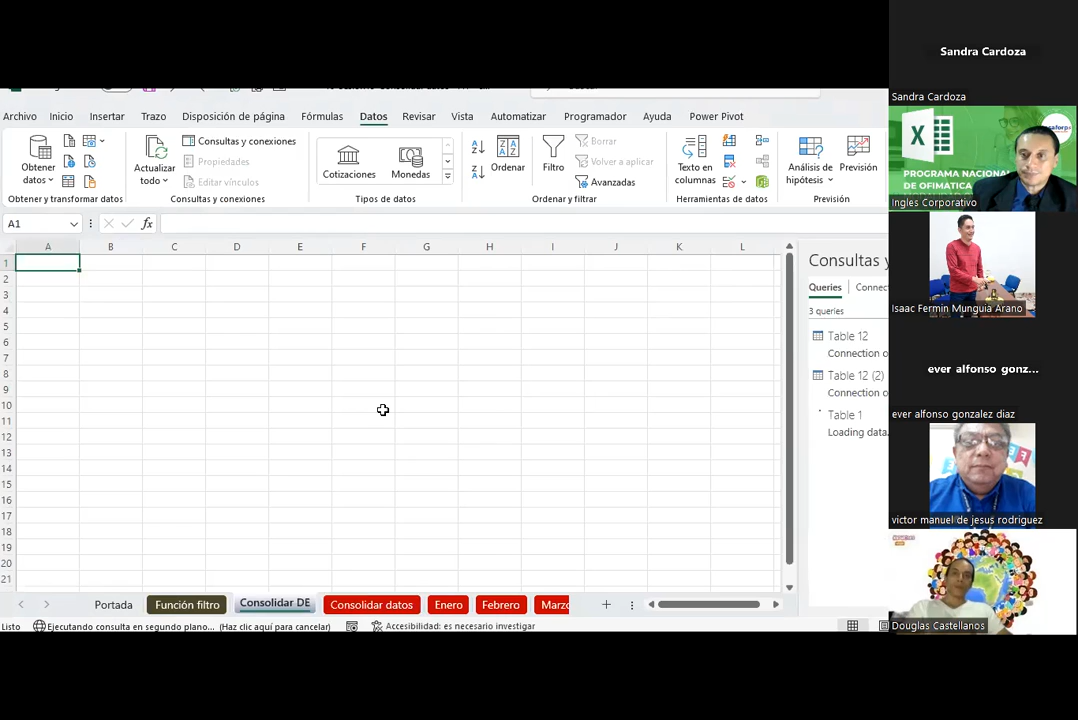 Archivo Inicio Insertar Trazo Disposición de página Fórmulas Datos Revisar Vista Automatizar Programador Ayuda Power Pivot
Obtener datos
Obtener y transformar datos
Actualizar todo
Consultas y conexiones
Propiedades
Editar vínculos
Consultas y conexiones
Cotizaciones
Monedas
Tipos de datos
Ordenar
Filtro
Borrar
Volver a aplicar
Avanzadas
Ordenar y filtrar
Texto en columnas
Herramientas de datos
Análisis de hipótesis
Previsión
Previsión
A1
fx
A B C D E F G H I J K L
1
2
3
4
5
6
7
8
9
10
11
12
13
14
15
16
17
18
19
20
21
Consultas y
Queries Connec
3 queries
Table 12
Connection o
Table 12 (2)
Connection o
Table 1
Loading data.
Portada Función filtro Consolidar DE Consolidar datos Enero Febrero Marzo
Listo Ejecutando consulta en segundo plano... (Haz clic aquí para cancelar) Accesibilidad: es necesario investigar
Sandra Cardoza
Sandra Cardoza
X
PROGRAMA NACIONAL
DE OFIMATICA
Ingles Corporativo
Isaac Fermin Munguia Arano
ever alfonso gonz...
ever alfonso gonzalez diaz
victor manuel de jesus rodriguez
Douglas Castellanos